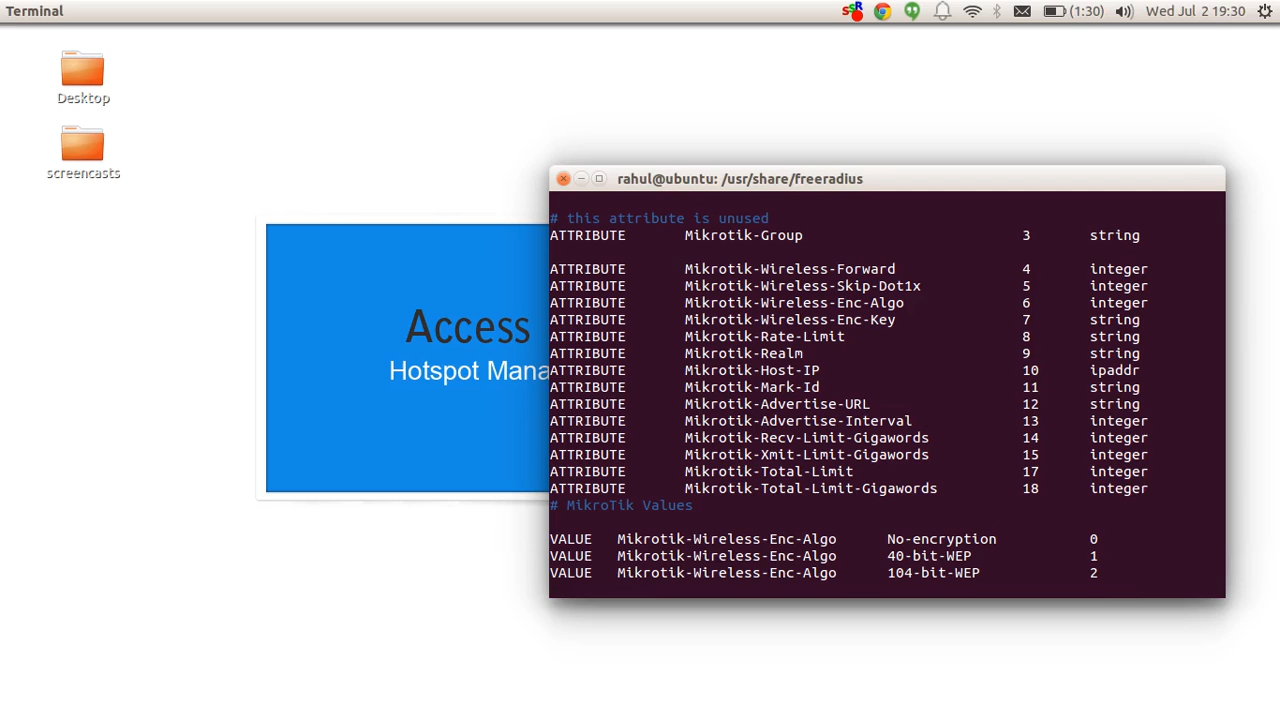 Terminal
SSR
(1:30)
Wed Jul 2 19:30
Desktop
screencasts
Access
Hotspot Mana
rahul@ubuntu: /usr/share/freeradius
# this attribute is unused
ATTRIBUTE Mikrotik-Group 3 string
ATTRIBUTE Mikrotik-Wireless-Forward 4 integer
ATTRIBUTE Mikrotik-Wireless-Skip-Dot1x 5 integer
ATTRIBUTE Mikrotik-Wireless-Enc-Algo 6 integer
ATTRIBUTE Mikrotik-Wireless-Enc-Key 7 string
ATTRIBUTE Mikrotik-Rate-Limit 8 string
ATTRIBUTE Mikrotik-Realm 9 string
ATTRIBUTE Mikrotik-Host-IP 10 ipaddr
ATTRIBUTE Mikrotik-Mark-Id 11 string
ATTRIBUTE Mikrotik-Advertise-URL 12 string
ATTRIBUTE Mikrotik-Advertise-Interval 13 integer
ATTRIBUTE Mikrotik-Recv-Limit-Gigawords 14 integer
ATTRIBUTE Mikrotik-Xmit-Limit-Gigawords 15 integer
ATTRIBUTE Mikrotik-Total-Limit 17 integer
ATTRIBUTE Mikrotik-Total-Limit-Gigawords 18 integer
# MikroTik Values
VALUE Mikrotik-Wireless-Enc-Algo No-encryption 0
VALUE Mikrotik-Wireless-Enc-Algo 40-bit-WEP 1
VALUE Mikrotik-Wireless-Enc-Algo 104-bit-WEP 2